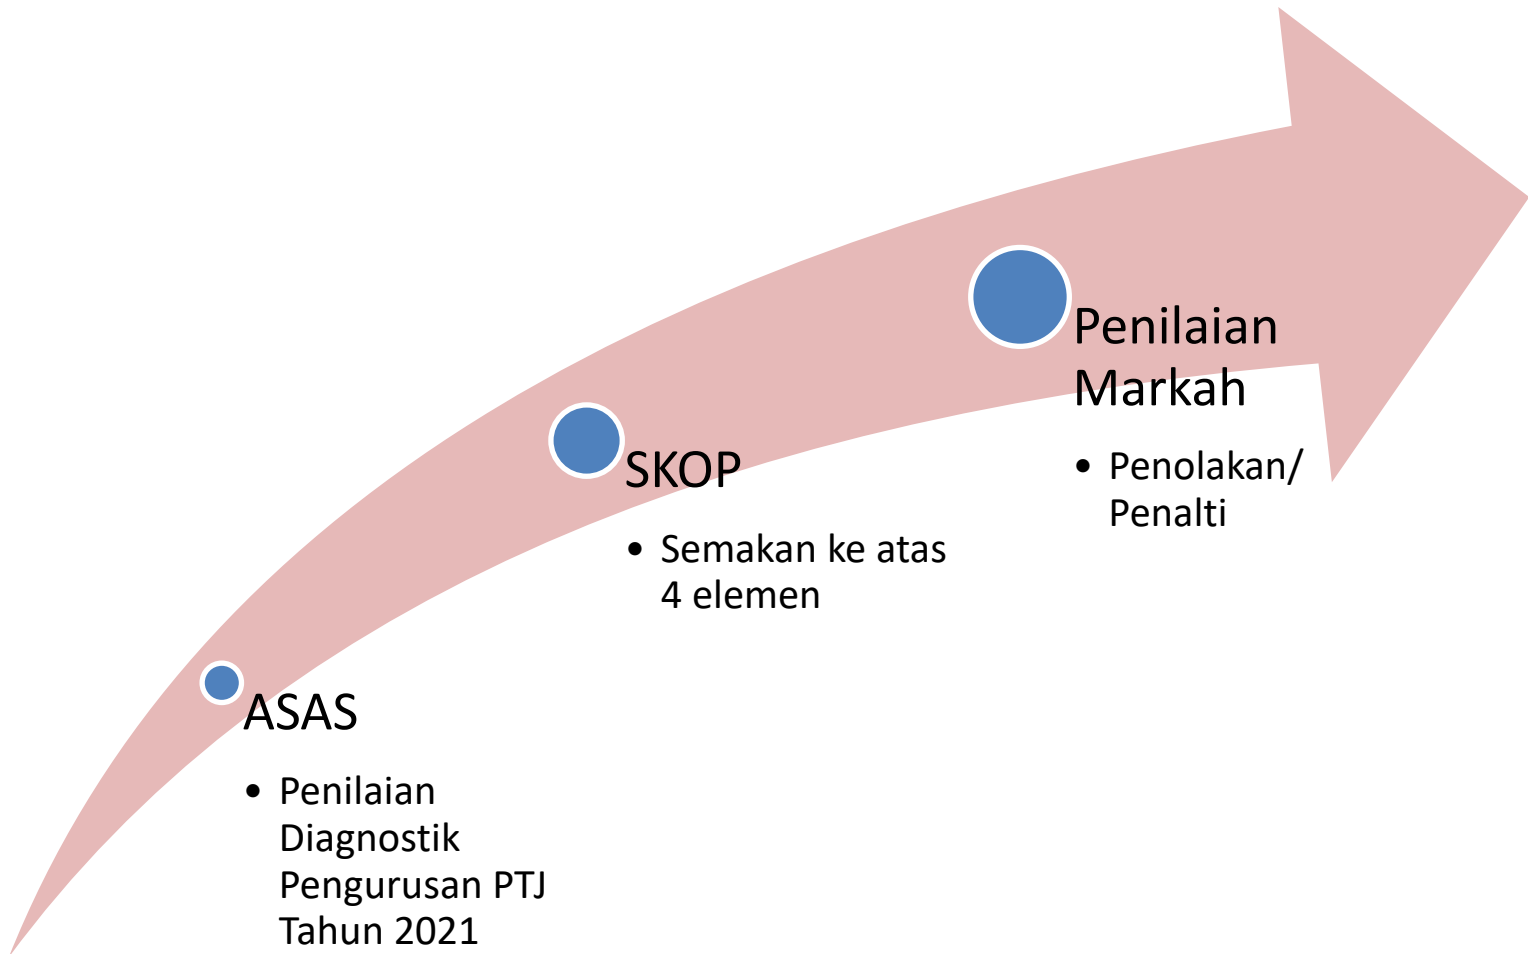 ASAS
• Penilaian
Diagnostik
Pengurusan PTJ
Tahun 2021
SKOP
• Semakan ke atas
4 elemen
Penilaian
Markah
• Penolakan/
Penalti